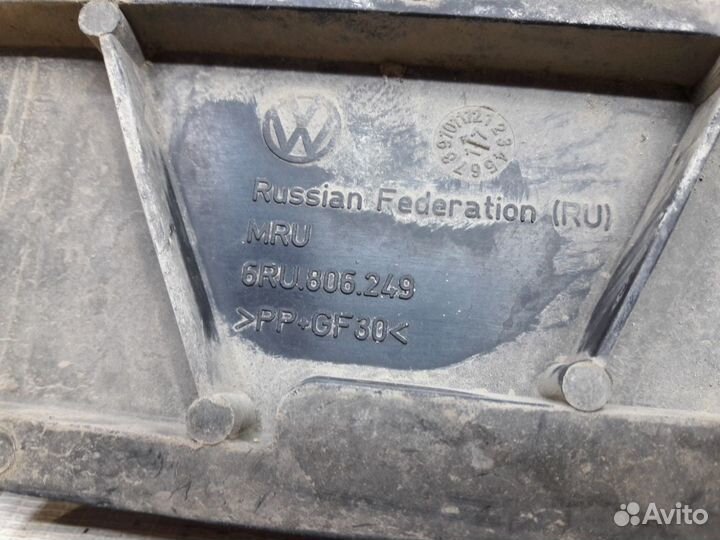 Russian Federation (RU)
MRU
6RU.806.249
>PP+GF30<
Avito